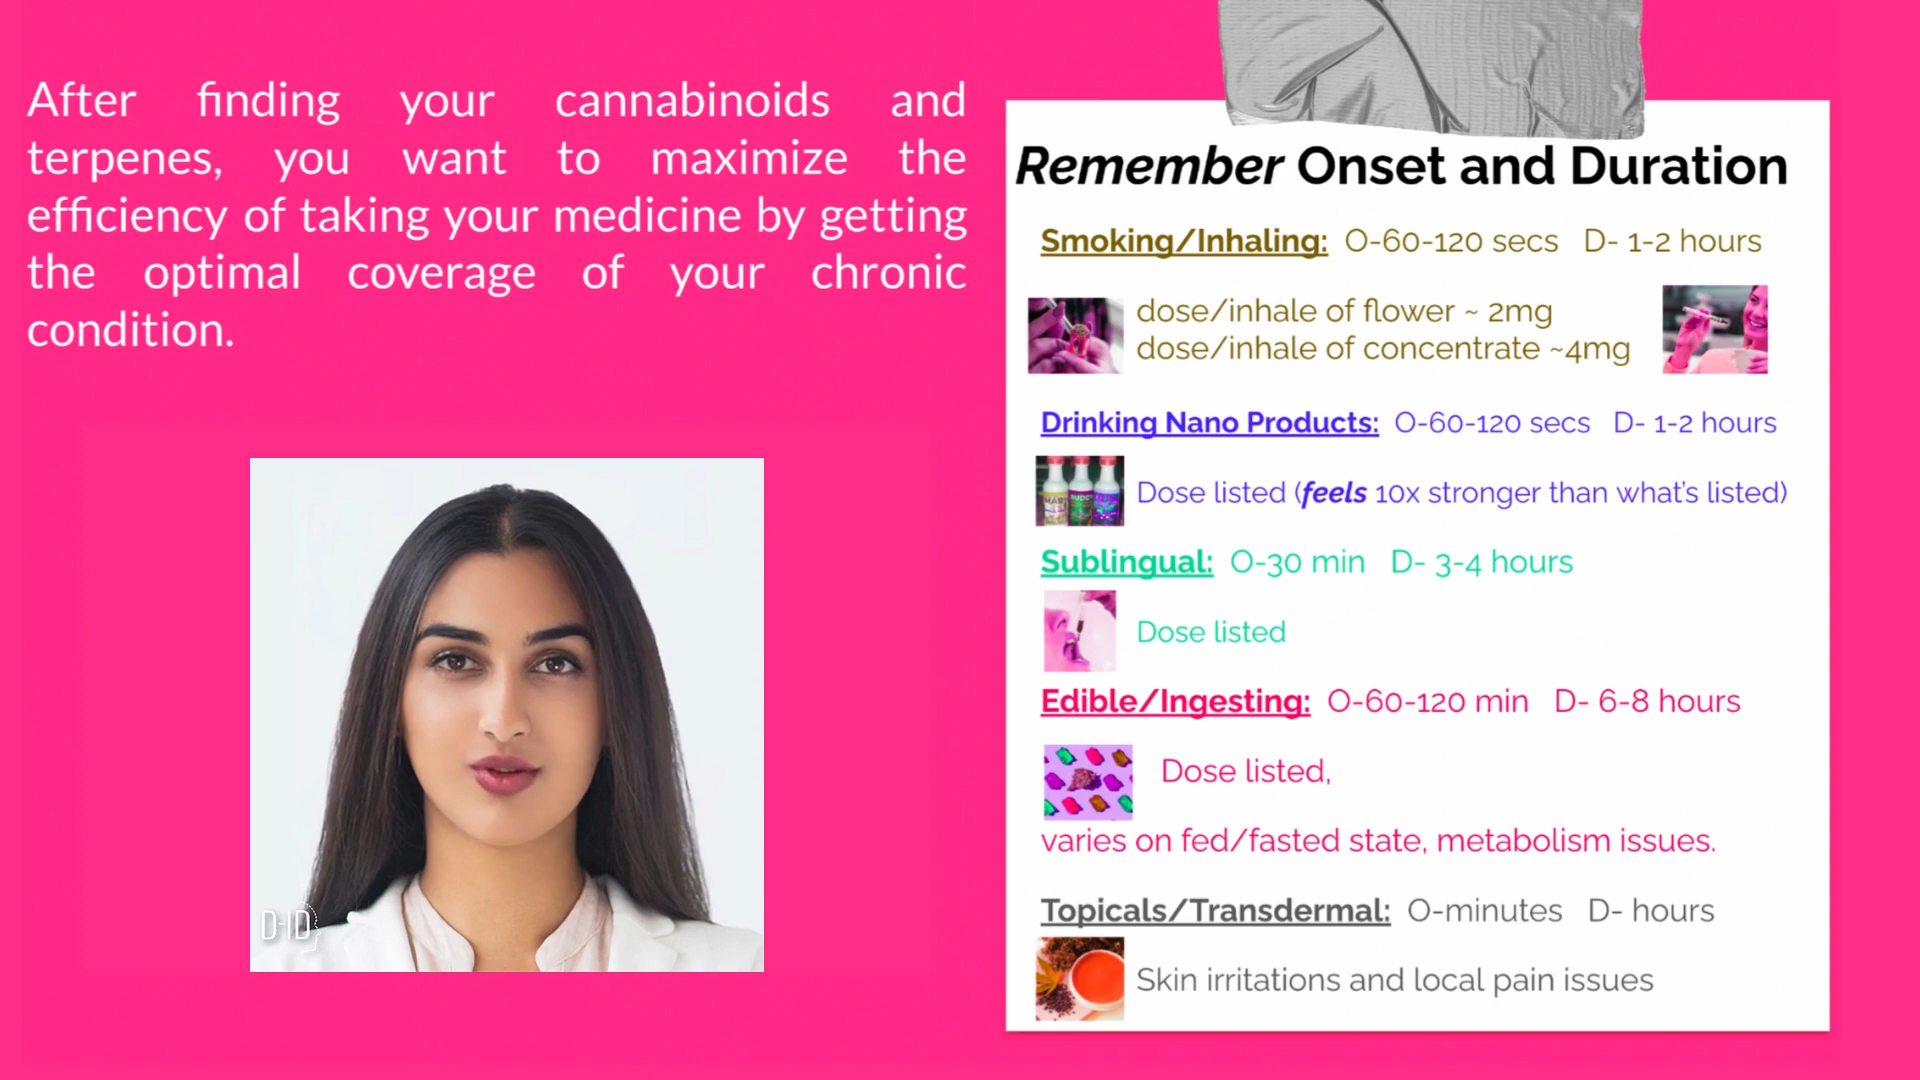 After finding your cannabinoids and
terpenes, you want to maximize the
efficiency of taking your medicine by getting
the optimal coverage of your chronic
condition.
D-ID
Remember Onset and Duration
Smoking/Inhaling: O-60-120 secs D- 1-2 hours
dose/inhale of flower ~ 2mg
dose/inhale of concentrate ~4mg
Drinking Nano Products: O-60-120 secs D- 1-2 hours
Dose listed (feels 10x stronger than what's listed)
Sublingual: O-30 min D- 3-4 hours
Dose listed
Edible/Ingesting: O-60-120 min D- 6-8 hours
Dose listed,
varies on fed/fasted state, metabolism issues.
Topicals/Transdermal: O-minutes D- hours
Skin irritations and local pain issues